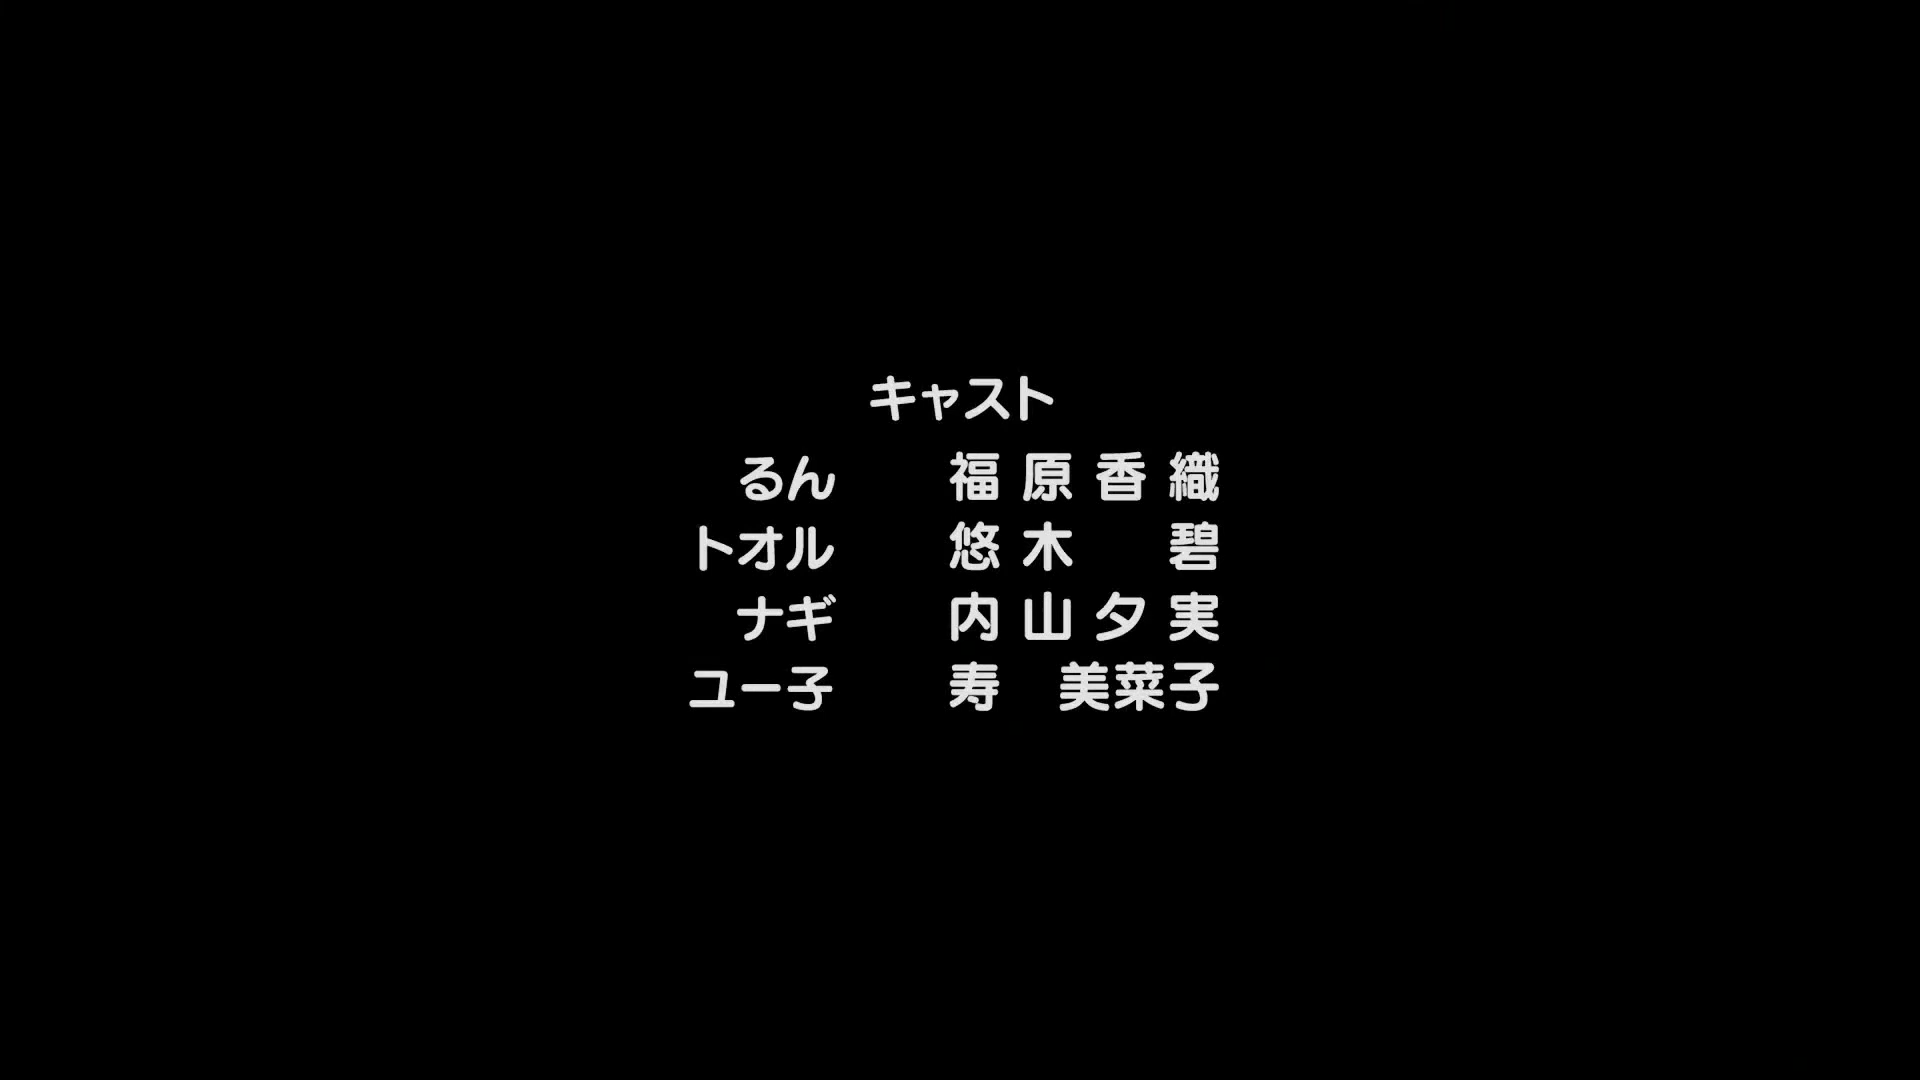 キャスト
るん 福原香織
トオル 悠木 碧
ナギ 内山夕実
ユー子 寿 美菜子